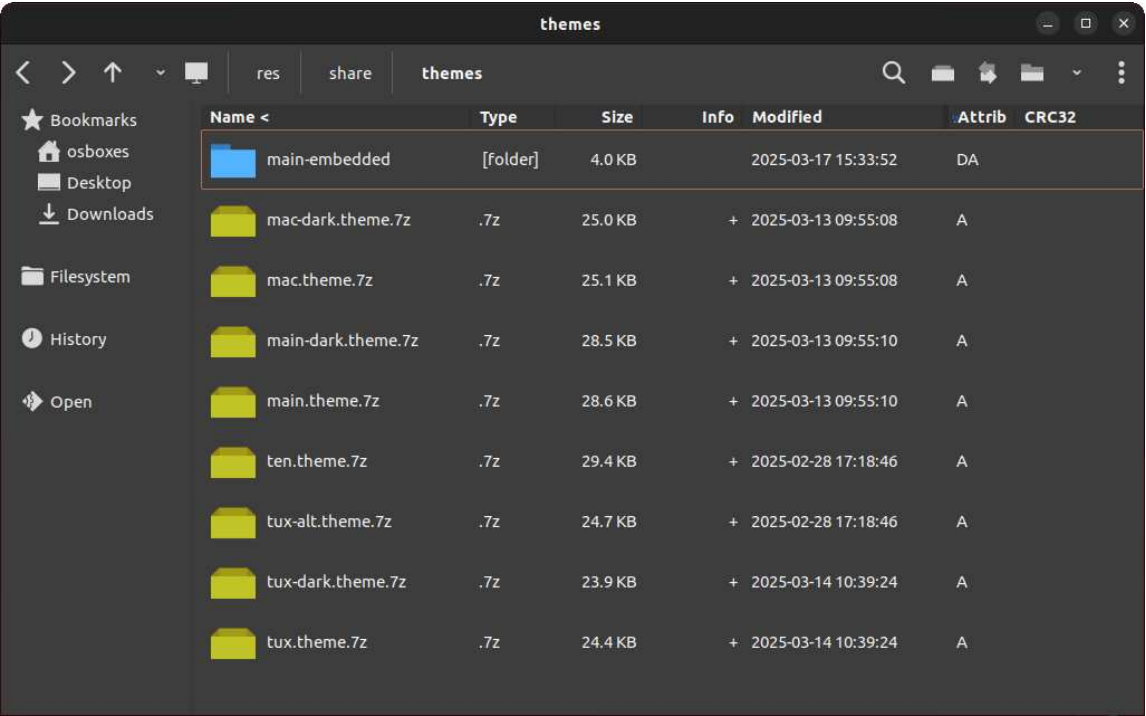 themes
res share themes
Bookmarks
osboxes
Desktop
Downloads
Filesystem
History
Open
Name < Type Size Info Modified Attrib CRC32
main-embedded [folder] 4.0 KB 2025-03-17 15:33:52 DA
mac-dark.theme.7z .7z 25.0 KB + 2025-03-13 09:55:08 A
mac.theme.7z .7z 25.1 KB + 2025-03-13 09:55:08 A
main-dark.theme.7z .7z 28.5 KB + 2025-03-13 09:55:10 A
main.theme.7z .7z 28.6 KB + 2025-03-13 09:55:10 A
ten.theme.7z .7z 29.4 KB + 2025-02-28 17:18:46 A
tux-alt.theme.7z .7z 24.7 KB + 2025-02-28 17:18:46 A
tux-dark.theme.7z .7z 23.9 KB + 2025-03-14 10:39:24 A
tux.theme.7z .7z 24.4 KB + 2025-03-14 10:39:24 A